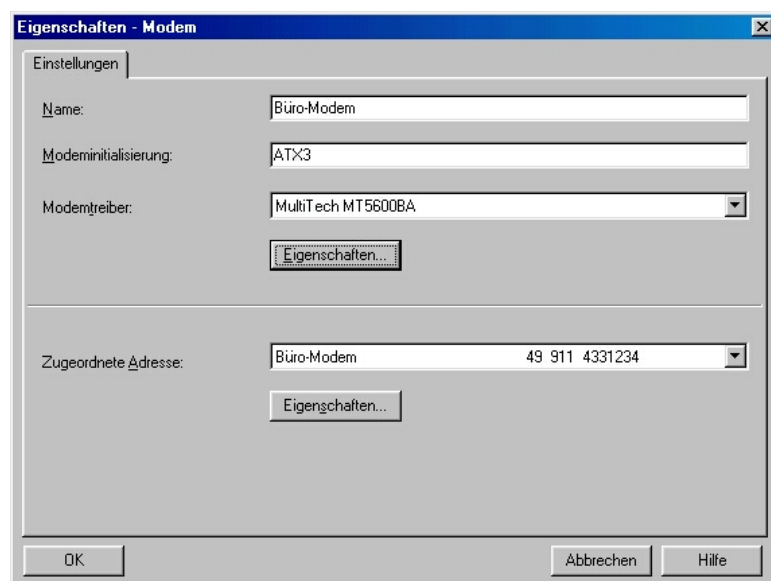 Eigenschaften - Modem
Einstellungen
Name: Büro-Modem
Modeminitialisierung: ATX3
Modemtreiber: MultiTech MT5600BA
Eigenschaften...
Zugeordnete Adresse: Büro-Modem 49 911 4331234
Eigenschaften...
OK Abbrechen Hilfe